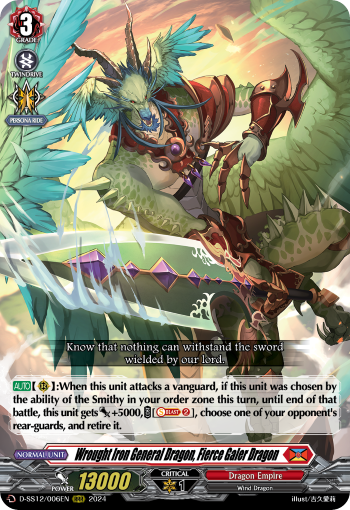 3
GRADE
TWINDRIVE
PERSONA RIDE
Know that nothing can withstand the sword
wielded by our lord.
AUTO【 】:When this unit attacks a vanguard, if this unit was chosen by
the ability of the Smithy in your order zone this turn, until end of that
battle, this unit gets +5000, [SOUL BLAST 2], choose one of your opponent's
rear-guards, and retire it.
NORMAL UNIT
Wrought Iron General Dragon, Fierce Galer Dragon
POWER 13000
CRITICAL
1
Dragon Empire
Wind Dragon
D-SS12/006EN RRR 2024
illust/古久愛莉